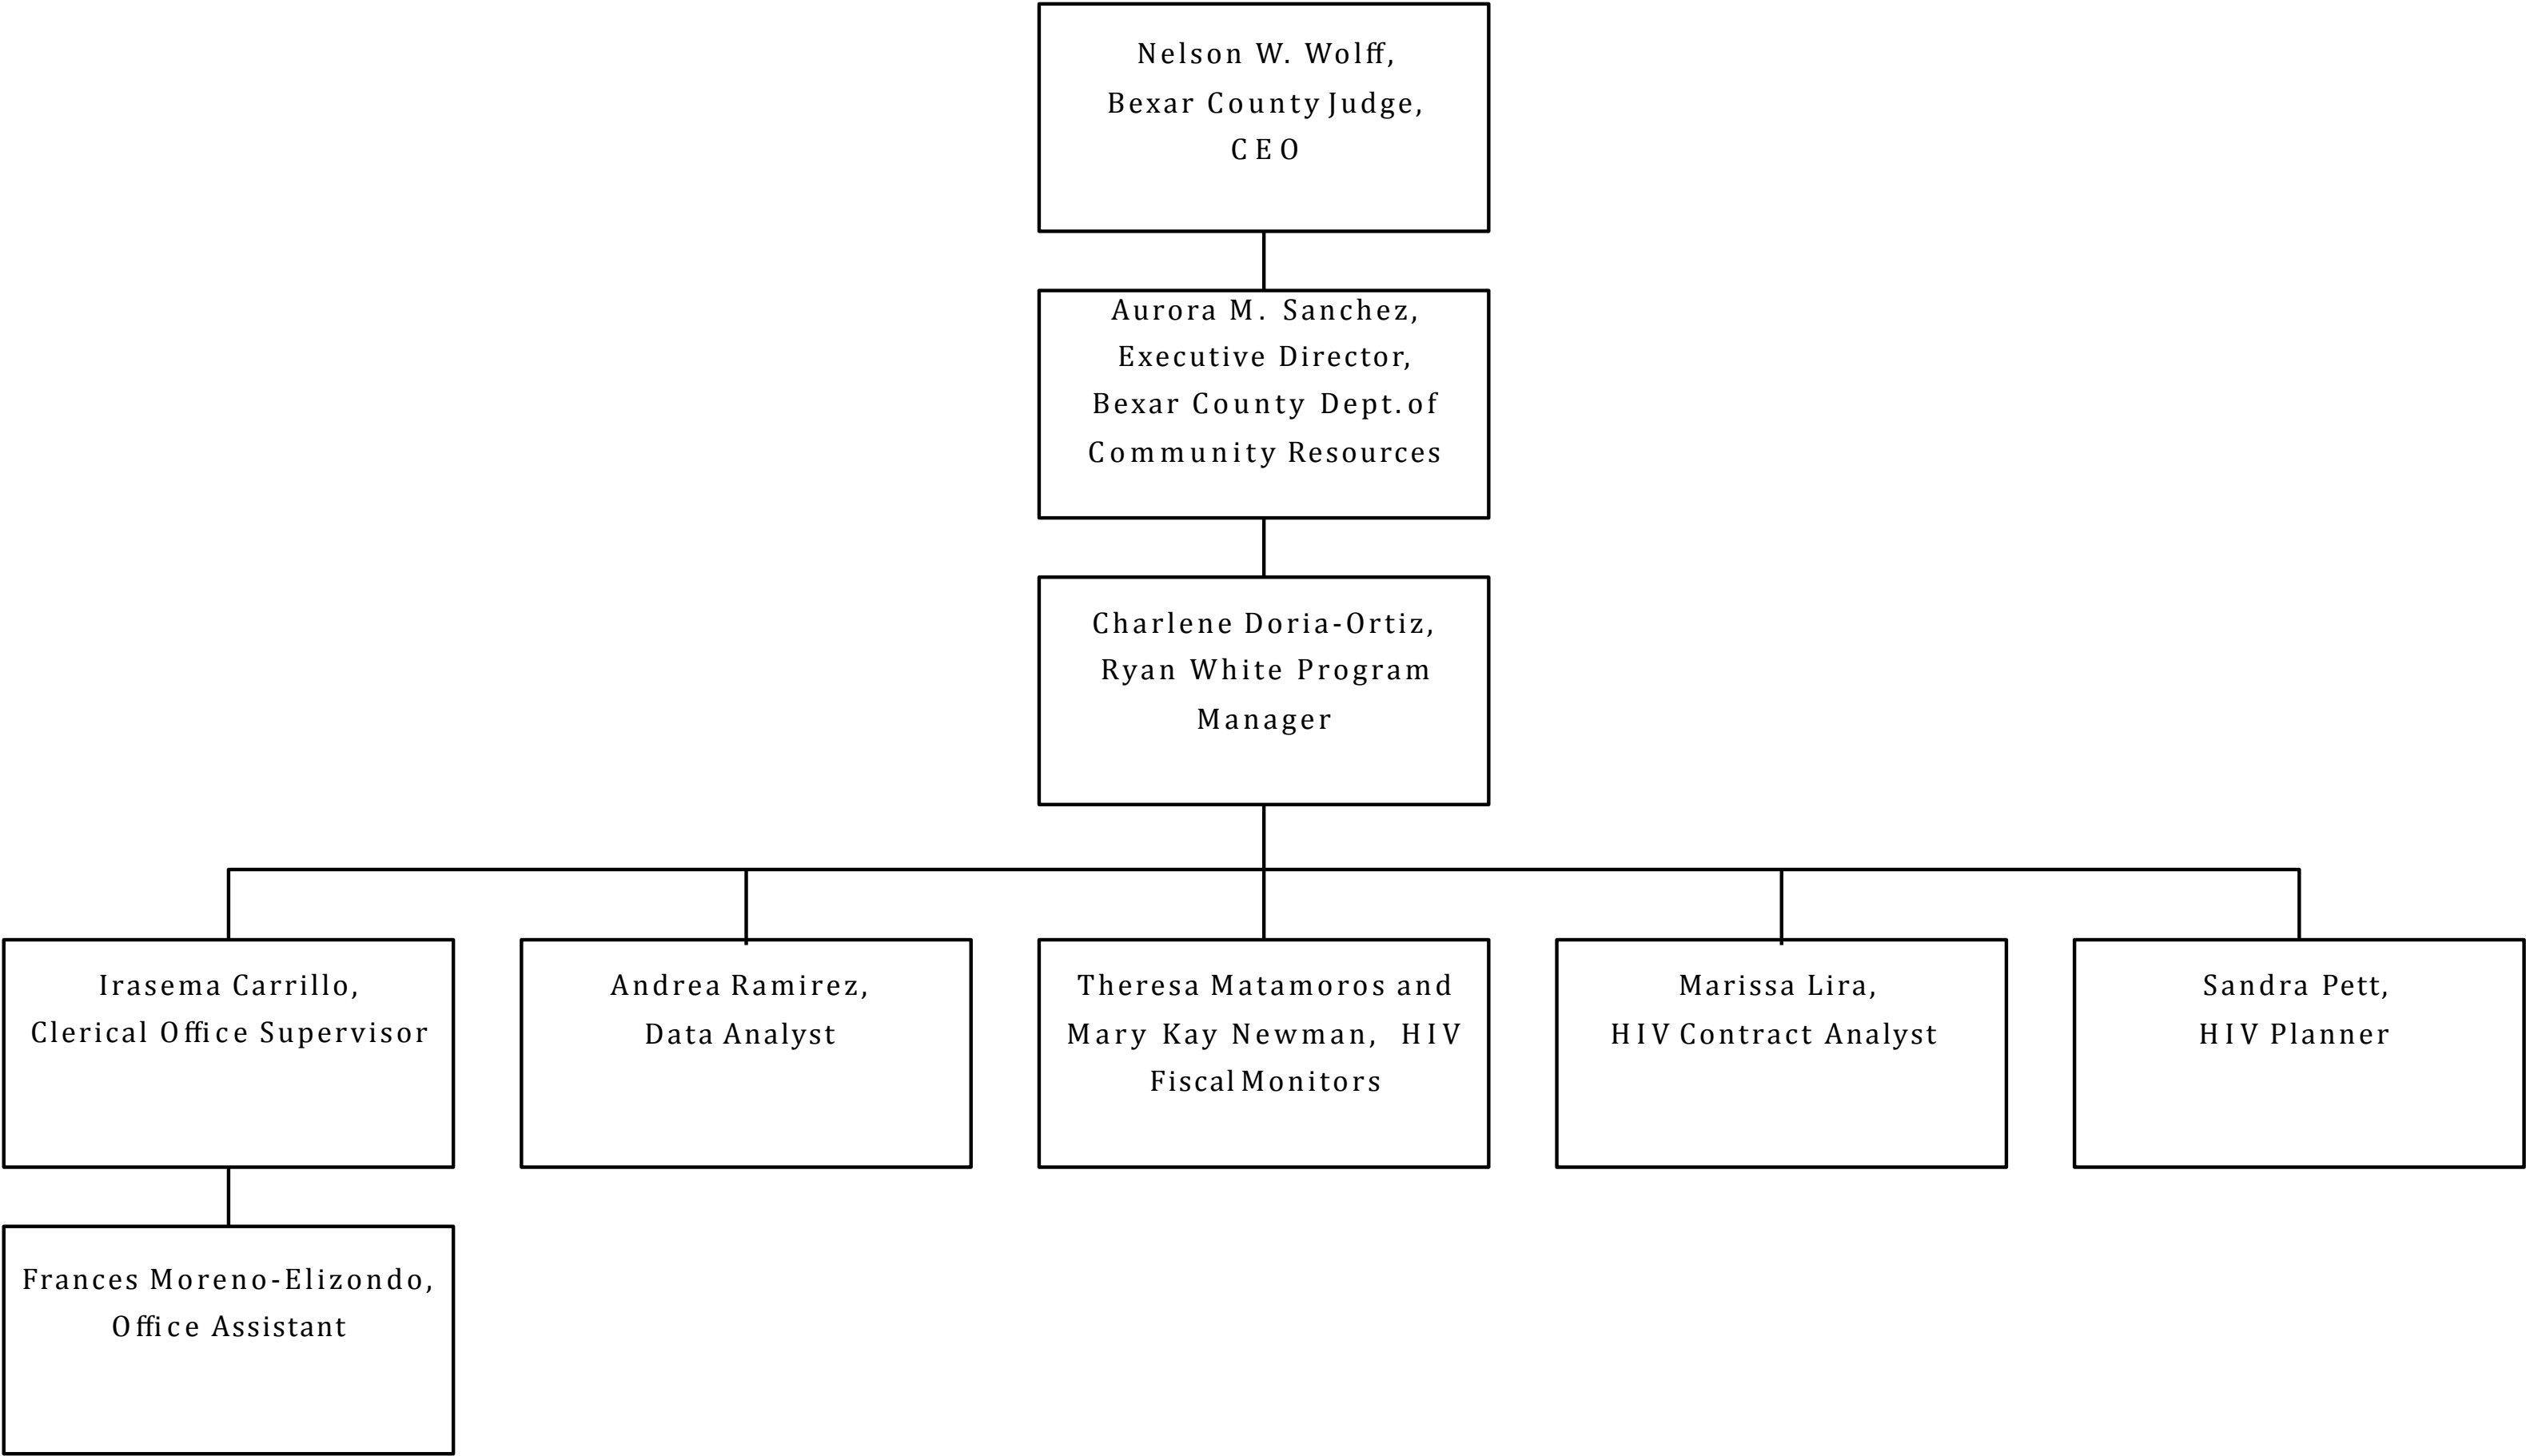 Nelson W. Wolff,
Bexar County Judge,
CEO
Aurora M. Sanchez,
Executive Director,
Bexar County Dept. of
Community Resources
Charlene Doria-Ortiz,
Ryan White Program
Manager
Irasema Carrillo,
Clerical Office Supervisor
Andrea Ramirez,
Data Analyst
Theresa Matamoros and
Mary Kay Newman, HIV
Fiscal Monitors
Marissa Lira,
HIV Contract Analyst
Sandra Pett,
HIV Planner
Frances Moreno-Elizondo,
Office Assistant